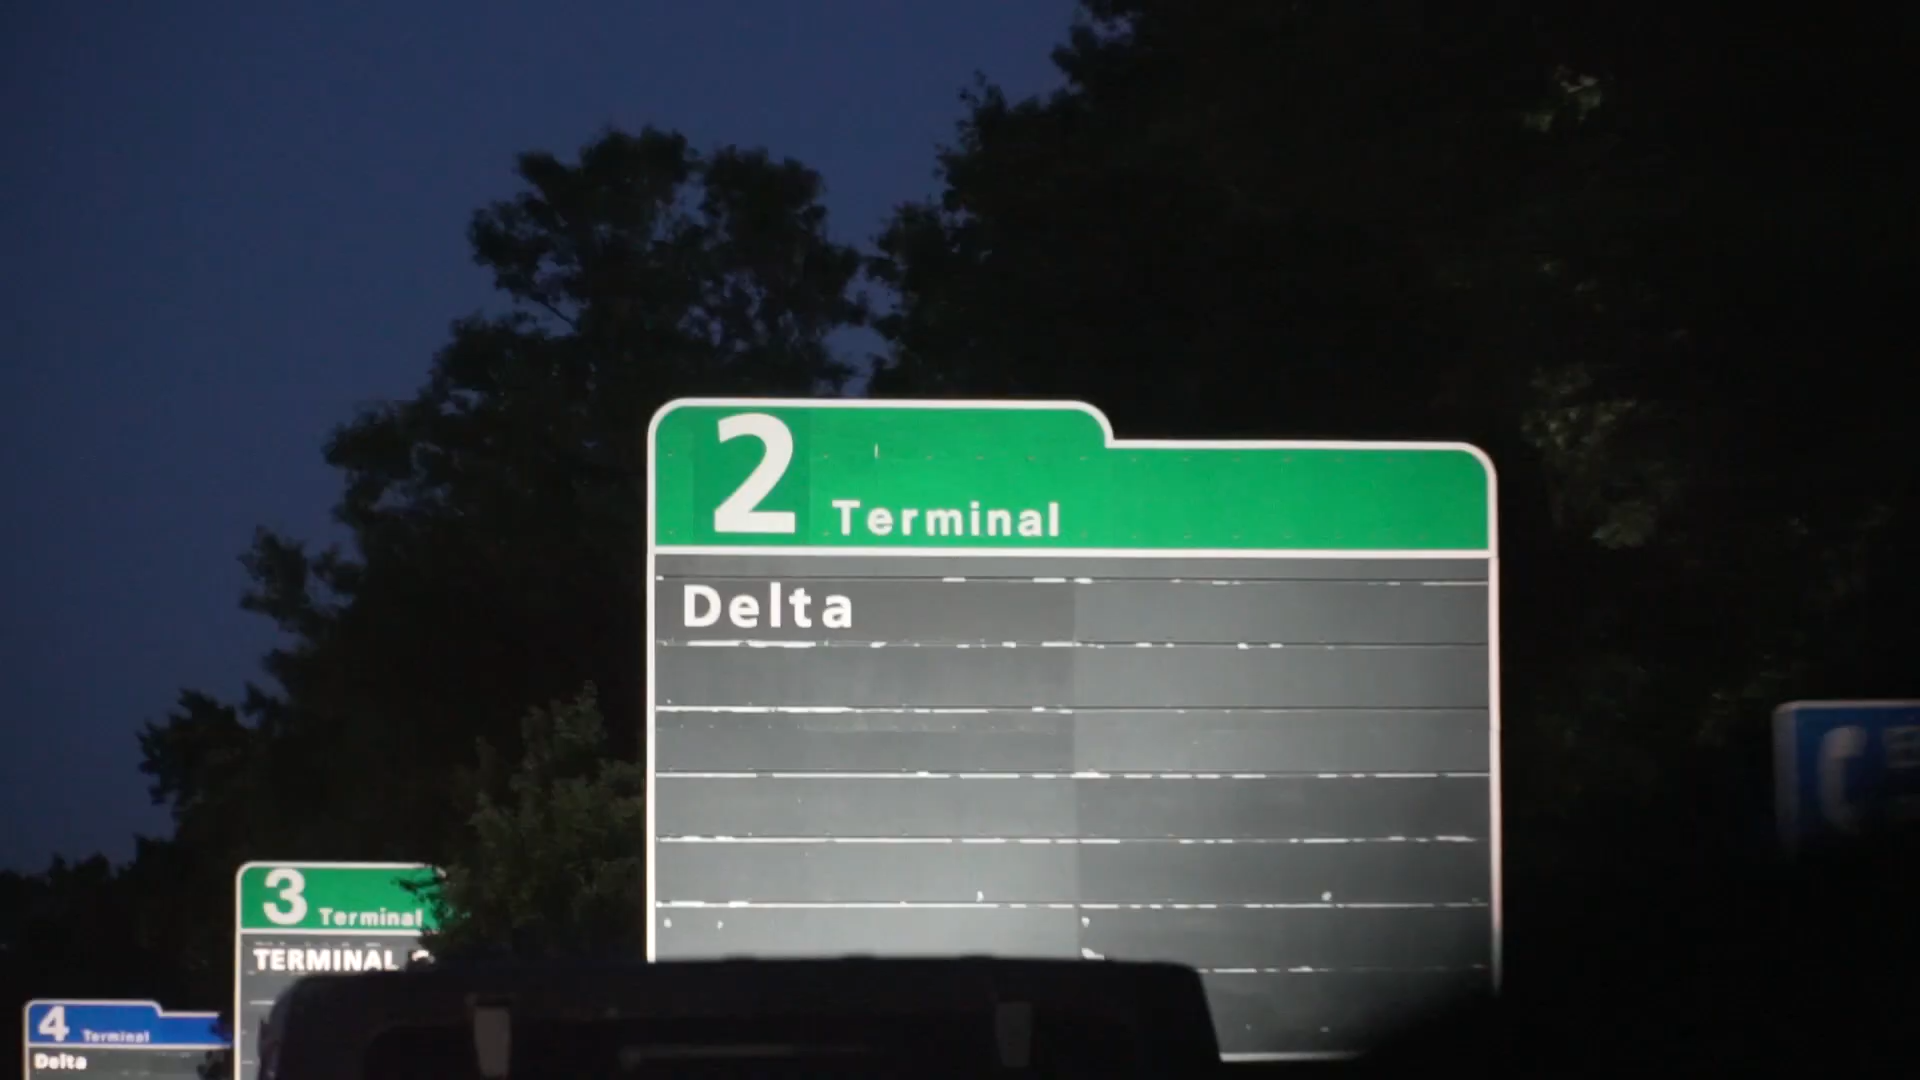 2 Terminal
Delta
3 Terminal
TERMINAL
4 Terminal
Delta